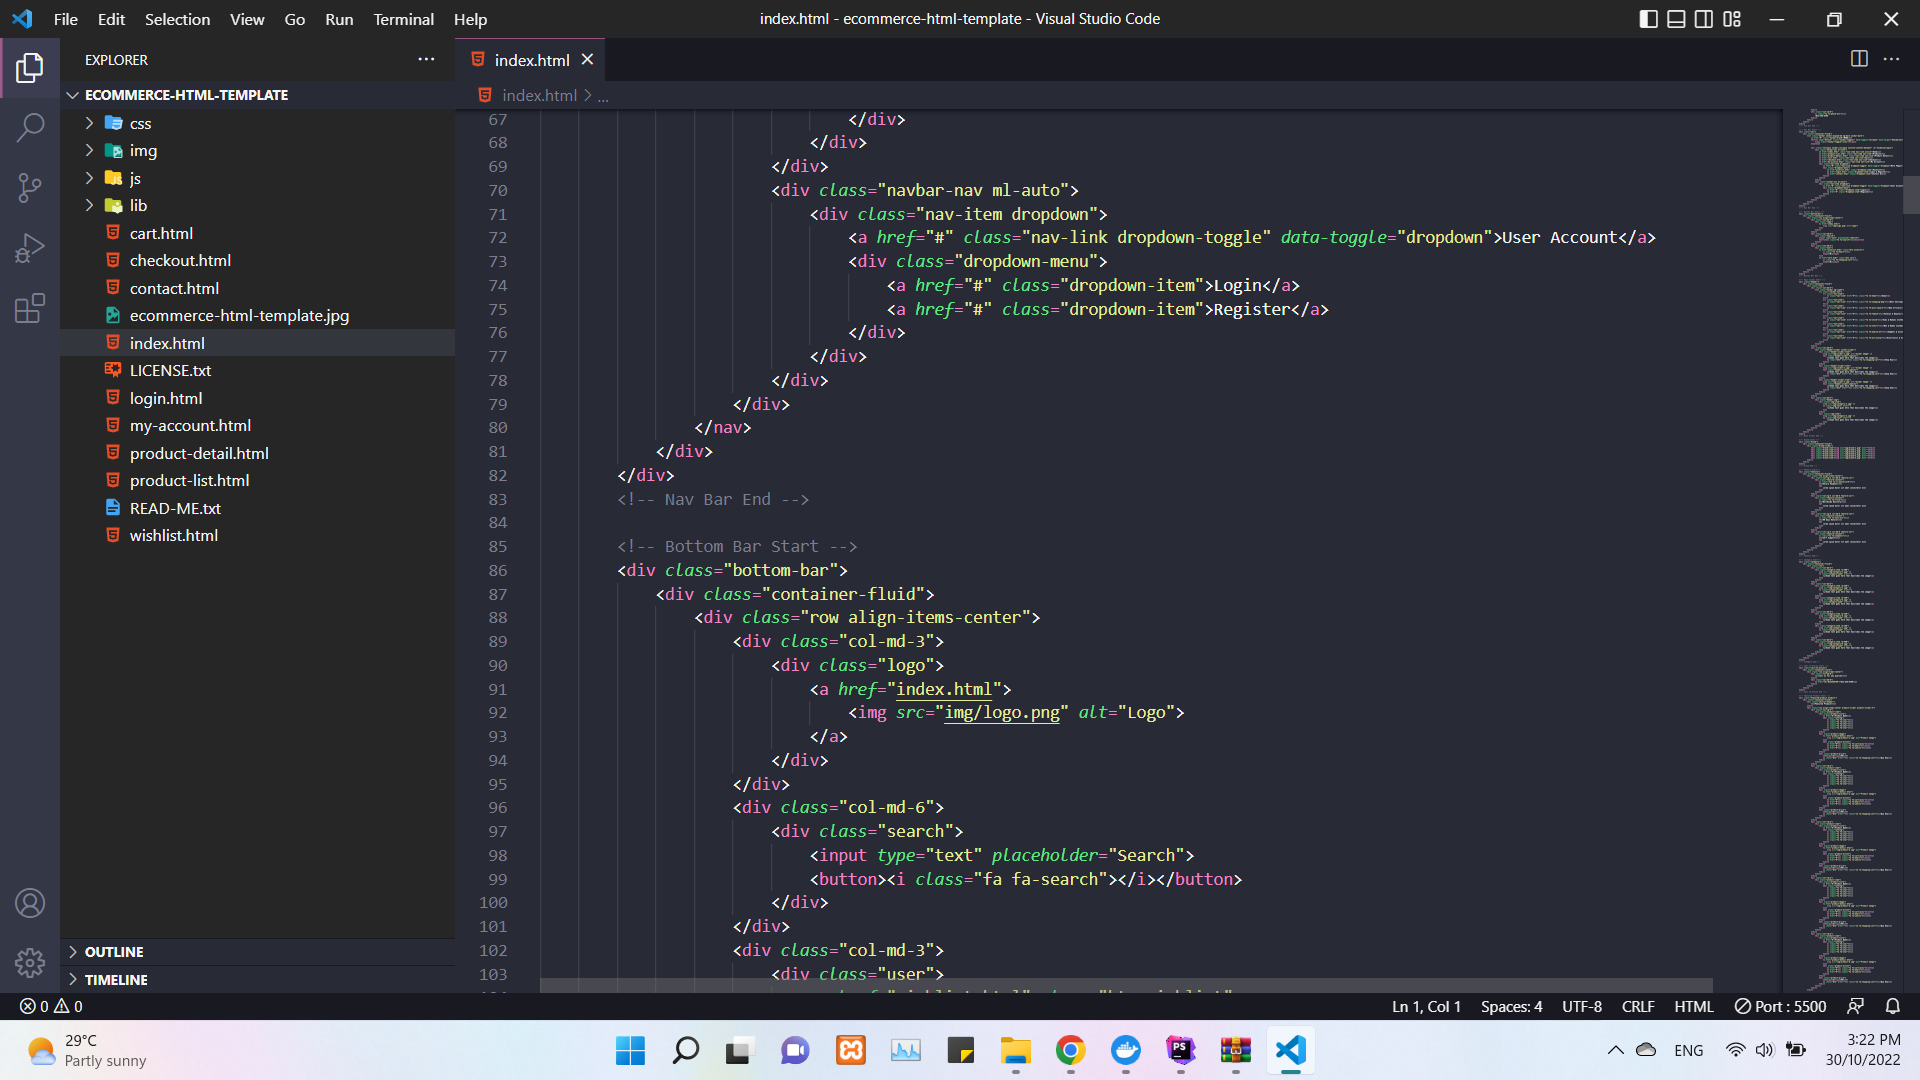 File Edit Selection View Go Run Terminal Help
index.html - ecommerce-html-template - Visual Studio Code
EXPLORER
ECOMMERCE-HTML-TEMPLATE
css
img
js
lib
cart.html
checkout.html
contact.html
ecommerce-html-template.jpg
index.html
LICENSE.txt
login.html
my-account.html
product-detail.html
product-list.html
READ-ME.txt
wishlist.html
OUTLINE
TIMELINE
index.html
index.html > ...
67 </div>
68 </div>
69 </div>
70 <div class="navbar-nav ml-auto">
71 <div class="nav-item dropdown">
72 <a href="#" class="nav-link dropdown-toggle" data-toggle="dropdown">User Account</a>
73 <div class="dropdown-menu">
74 <a href="#" class="dropdown-item">Login</a>
75 <a href="#" class="dropdown-item">Register</a>
76 </div>
77 </div>
78 </div>
79 </div>
80 </nav>
81 </div>
82 </div>
83 <!-- Nav Bar End -->
84
85 <!-- Bottom Bar Start -->
86 <div class="bottom-bar">
87 <div class="container-fluid">
88 <div class="row align-items-center">
89 <div class="col-md-3">
90 <div class="logo">
91 <a href="index.html">
92 <img src="img/logo.png" alt="Logo">
93 </a>
94 </div>
95 </div>
96 <div class="col-md-6">
97 <div class="search">
98 <input type="text" placeholder="Search">
99 <button><i class="fa fa-search"></i></button>
100 </div>
101 </div>
102 <div class="col-md-3">
103 <div class="user">
0 0
Ln 1, Col 1 Spaces: 4 UTF-8 CRLF HTML Port : 5500
29°C
Partly sunny
PS
ENG
3:22 PM
30/10/2022